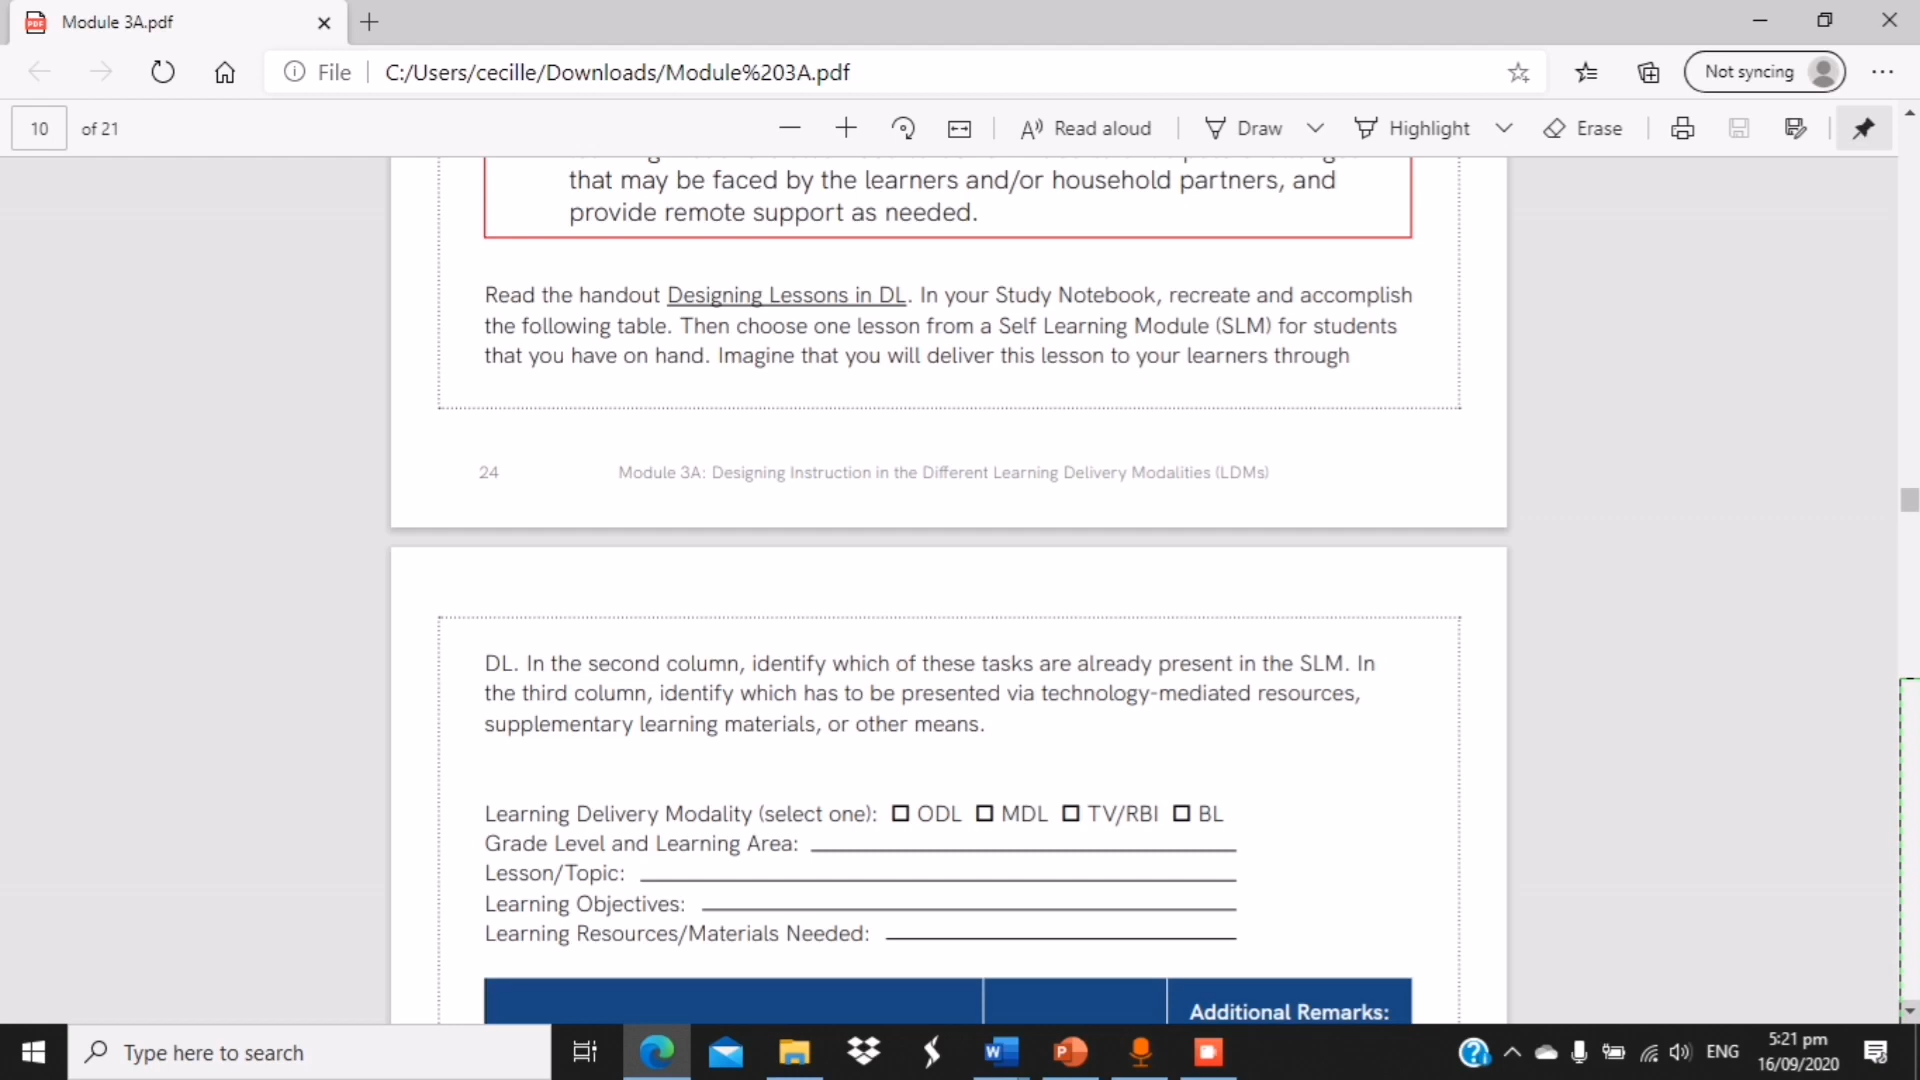 Module 3A.pdf
File C:/Users/cecille/Downloads/Module%203A.pdf Not syncing
10 of 21 Read aloud Draw Highlight Erase
that may be faced by the learners and/or household partners, and
provide remote support as needed.
Read the handout Designing Lessons in DL. In your Study Notebook, recreate and accomplish
the following table. Then choose one lesson from a Self Learning Module (SLM) for students
that you have on hand. Imagine that you will deliver this lesson to your learners through
24 Module 3A: Designing Instruction in the Different Learning Delivery Modalities (LDMs)
DL. In the second column, identify which of these tasks are already present in the SLM. In
the third column, identify which has to be presented via technology-mediated resources,
supplementary learning materials, or other means.
Learning Delivery Modality (select one): ☐ ODL ☐ MDL ☐ TV/RBI ☐ BL
Grade Level and Learning Area:
Lesson/Topic:
Learning Objectives:
Learning Resources/Materials Needed:
Additional Remarks:
Type here to search
ENG
5:21 pm
16/09/2020